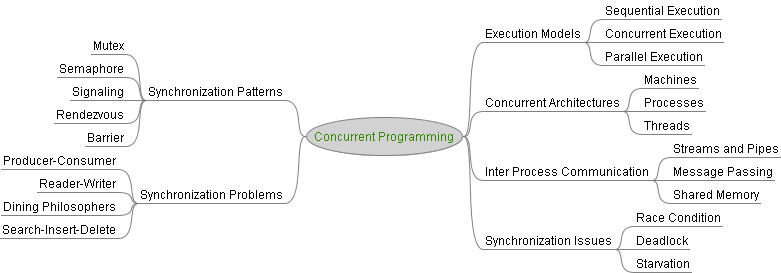 Concurrent Programming
Synchronization Patterns
Mutex
Semaphore
Signaling
Rendezvous
Barrier
Synchronization Problems
Producer-Consumer
Reader-Writer
Dining Philosophers
Search-Insert-Delete
Execution Models
Sequential Execution
Concurrent Execution
Parallel Execution
Concurrent Architectures
Machines
Processes
Threads
Inter Process Communication
Streams and Pipes
Message Passing
Shared Memory
Synchronization Issues
Race Condition
Deadlock
Starvation